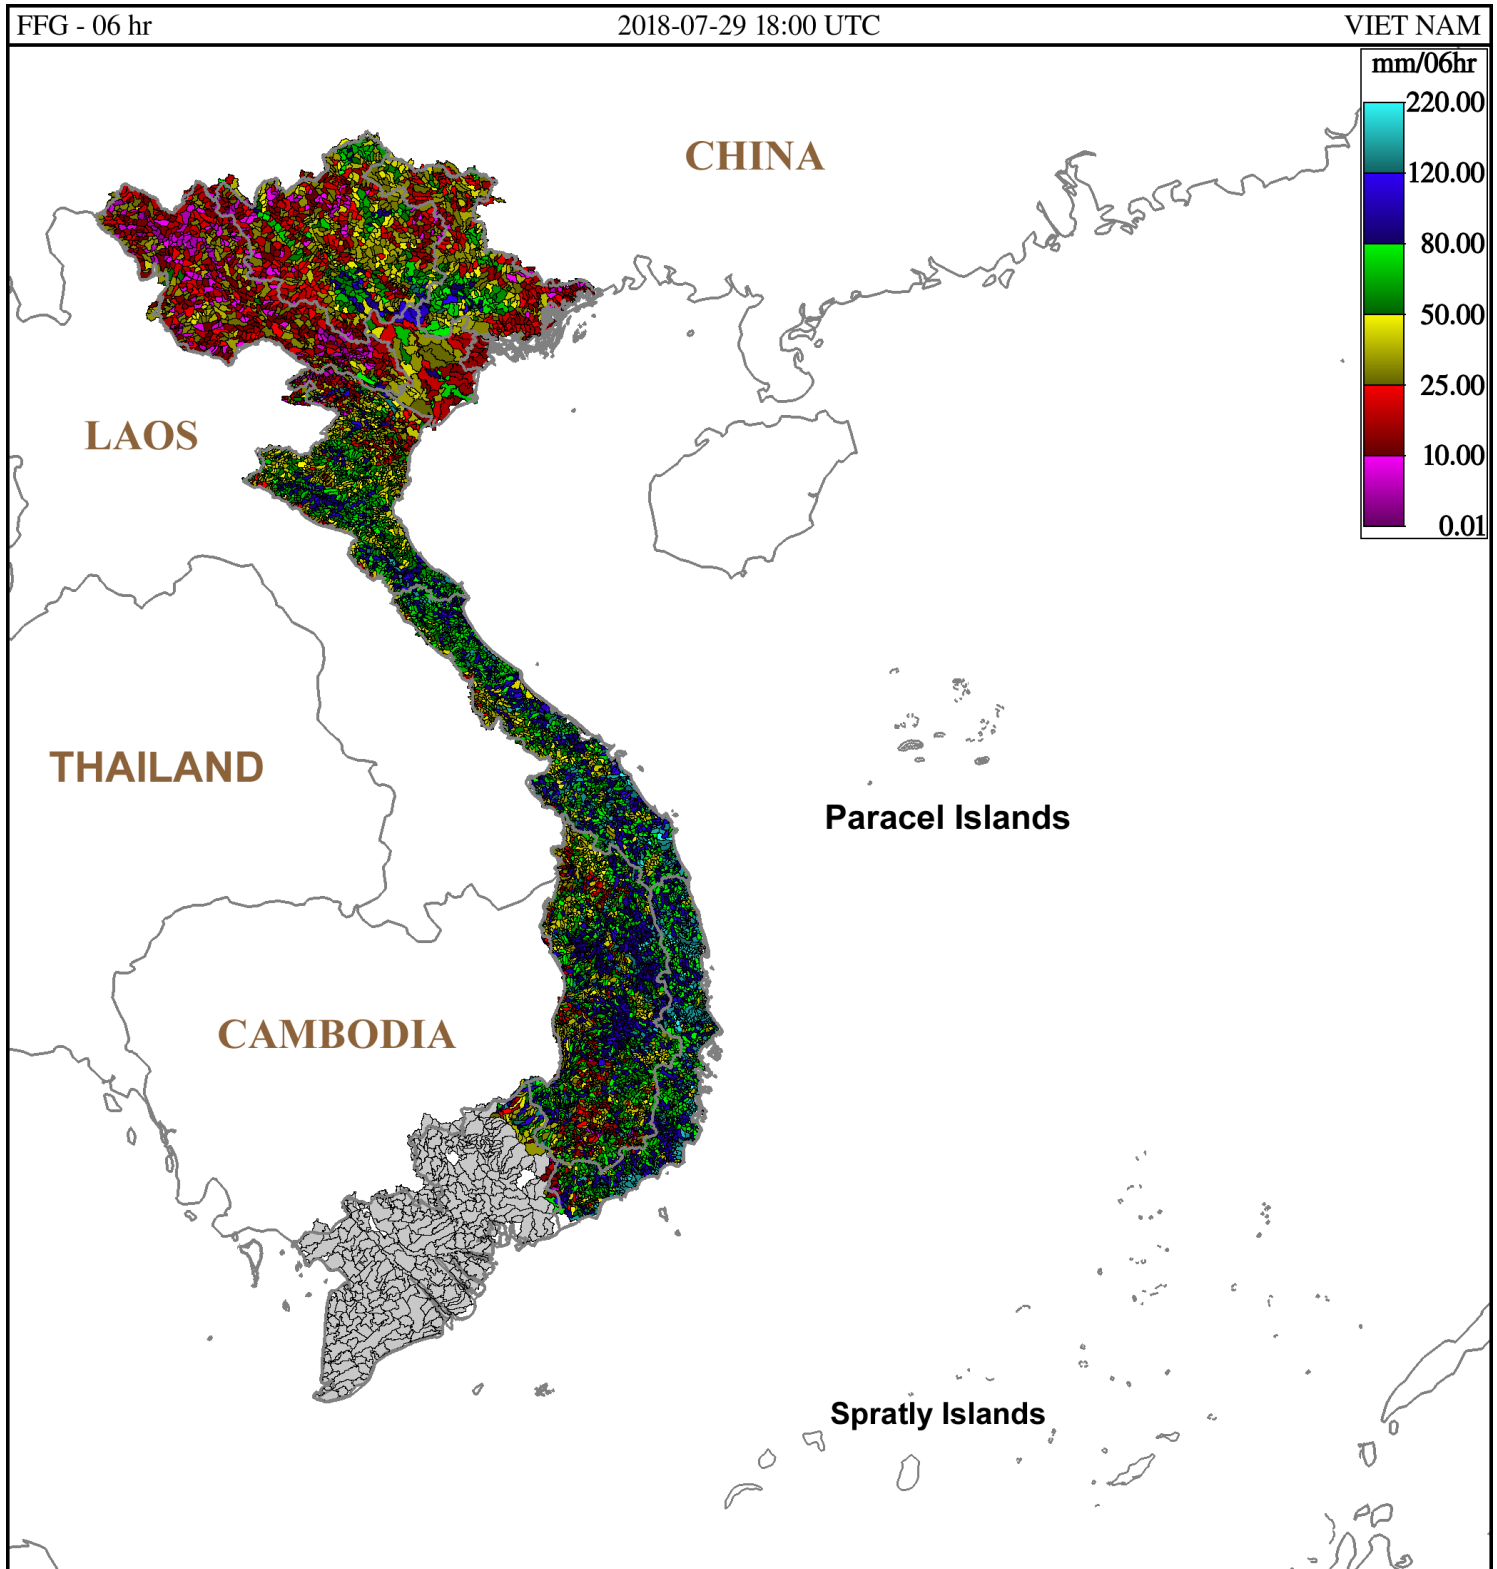 FFG - 06 hr
2018-07-29 18:00 UTC
VIET NAM
mm/06hr
220.00
120.00
80.00
50.00
25.00
10.00
0.01
CHINA
LAOS
THAILAND
Paracel Islands
CAMBODIA
Spratly Islands